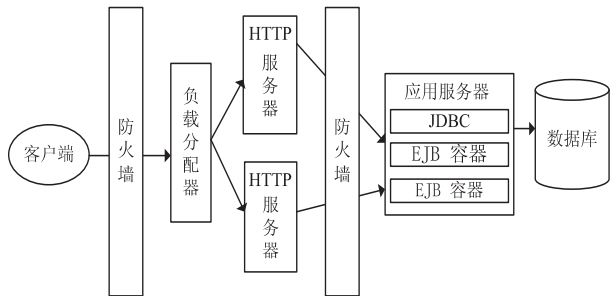 客户端
防火墙
负载分配器
HTTP
服务器
HTTP
服务器
防火墙
应用服务器
JDBC
EJB 容器
EJB 容器
数据库